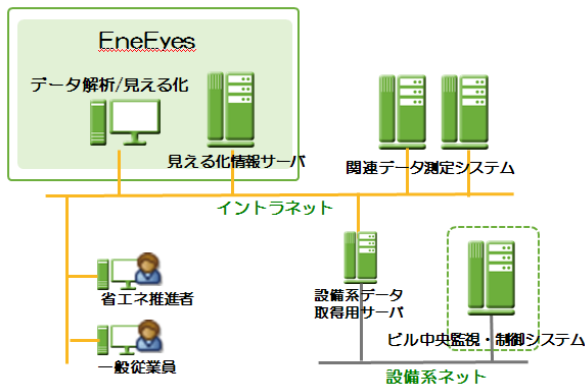 EneEyes
データ解析/見える化
見える化情報サーバ
関連データ測定システム
イントラネット
省エネ推進者
設備系データ
取得用サーバ
ビル中央監視・制御システム
一般従業員
設備系ネット